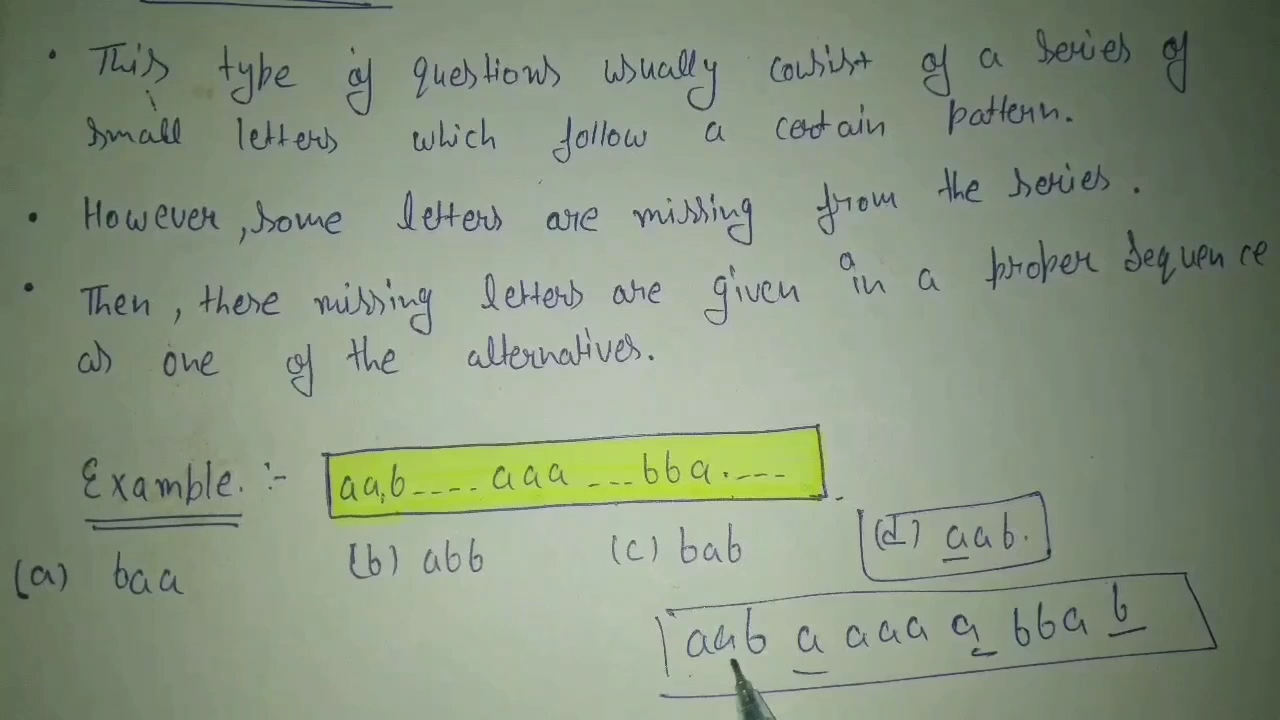 • This type of questions usually consist of a series of
small letters which follow a certain pattern.
• However, some letters are missing from the series.
• Then, these missing letters are given in a proper sequence
as one of the alternatives.
Example :- aab.... aaa ...bba.....
(a) baa (b) abb (c) bab (d) aab.
aab a aaa a bba b